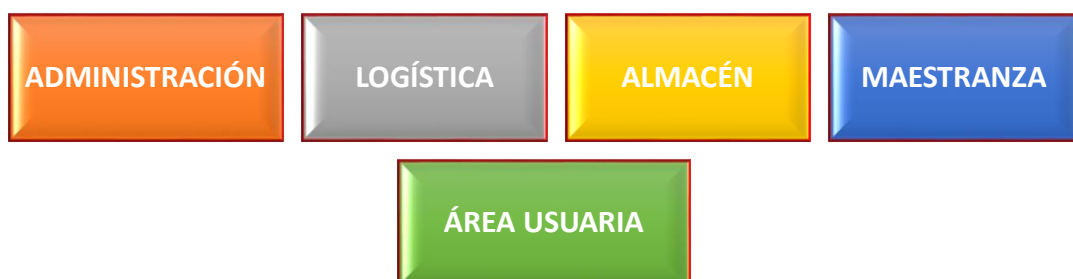 ADMINISTRACIÓN
LOGÍSTICA
ALMACÉN
MAESTRANZA
ÁREA USUARIA